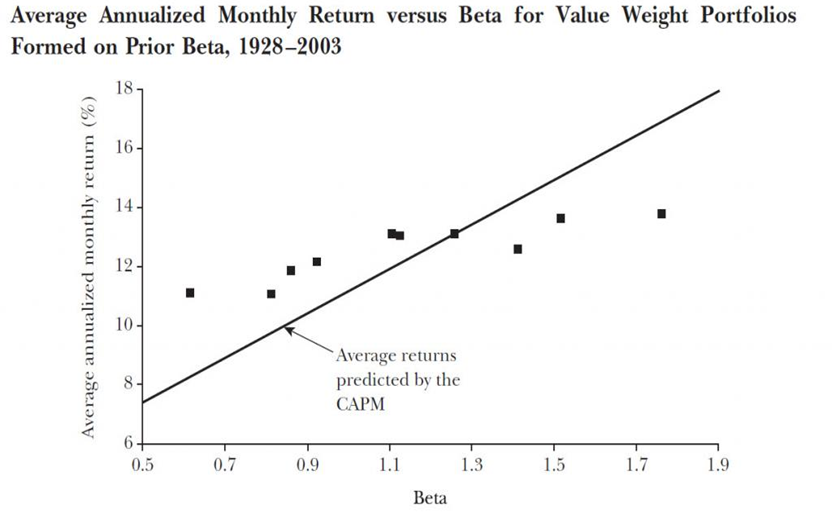 Average Annualized Monthly Return versus Beta for Value Weight Portfolios
Formed on Prior Beta, 1928–2003
Average annualized monthly return (%)
18
16
14
12
10
8
6
Average returns
predicted by the
CAPM
0.5 0.7 0.9 1.1 1.3 1.5 1.7 1.9
Beta